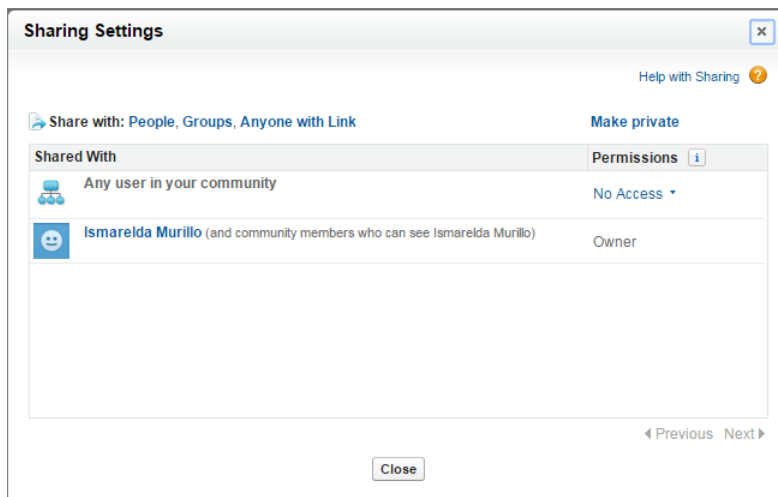 Sharing Settings
Help with Sharing ?
Share with: People, Groups, Anyone with Link
Make private
Shared With
Permissions i
Any user in your community
No Access
Ismarelda Murillo (and community members who can see Ismarelda Murillo)
Owner
Previous Next
Close